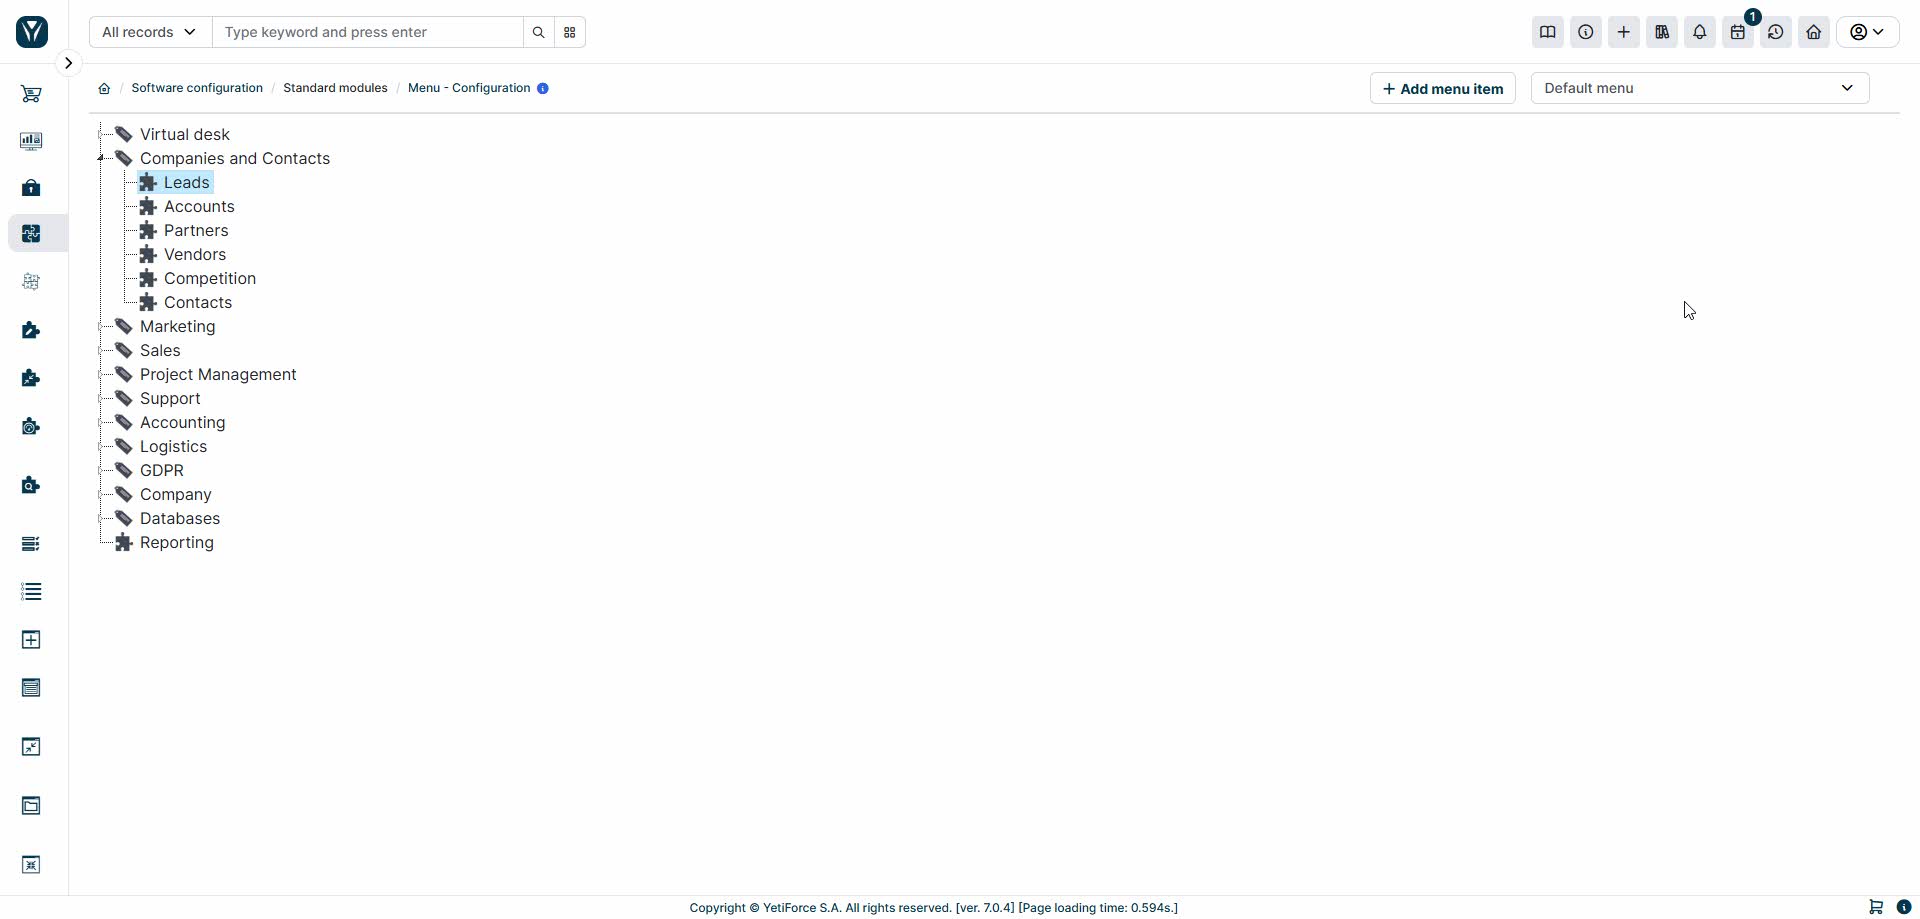 All records
Type keyword and press enter
1
/ Software configuration / Standard modules / Menu - Configuration
Add menu item
Default menu
Virtual desk
Companies and Contacts
Leads
Accounts
Partners
Vendors
Competition
Contacts
Marketing
Sales
Project Management
Support
Accounting
Logistics
GDPR
Company
Databases
Reporting
Copyright © YetiForce S.A. All rights reserved. [ver. 7.0.4] [Page loading time: 0.594s.]